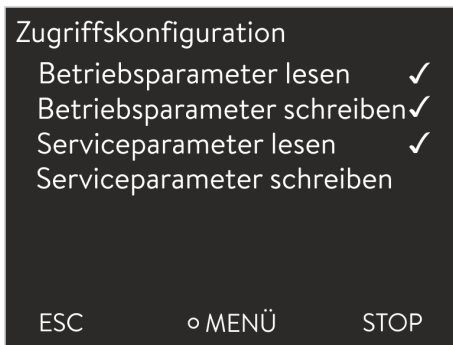 Zugriffskonfiguration
Betriebsparameter lesen ✓
Betriebsparameter schreiben ✓
Serviceparameter lesen ✓
Serviceparameter schreiben
ESC ○ MENÜ STOP